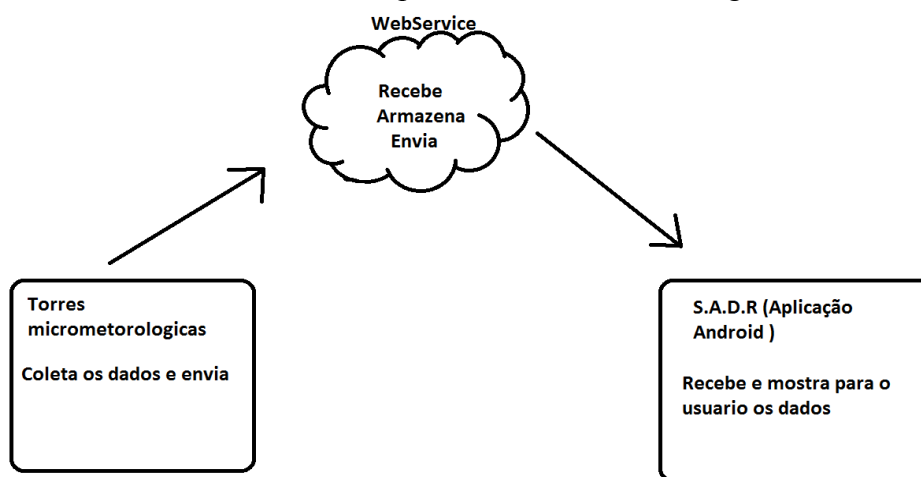 WebService
Recebe
Armazena
Envia
Torres
micrometorologicas
Coleta os dados e envia
S.A.D.R (Aplicação
Android )
Recebe e mostra para o
usuario os dados